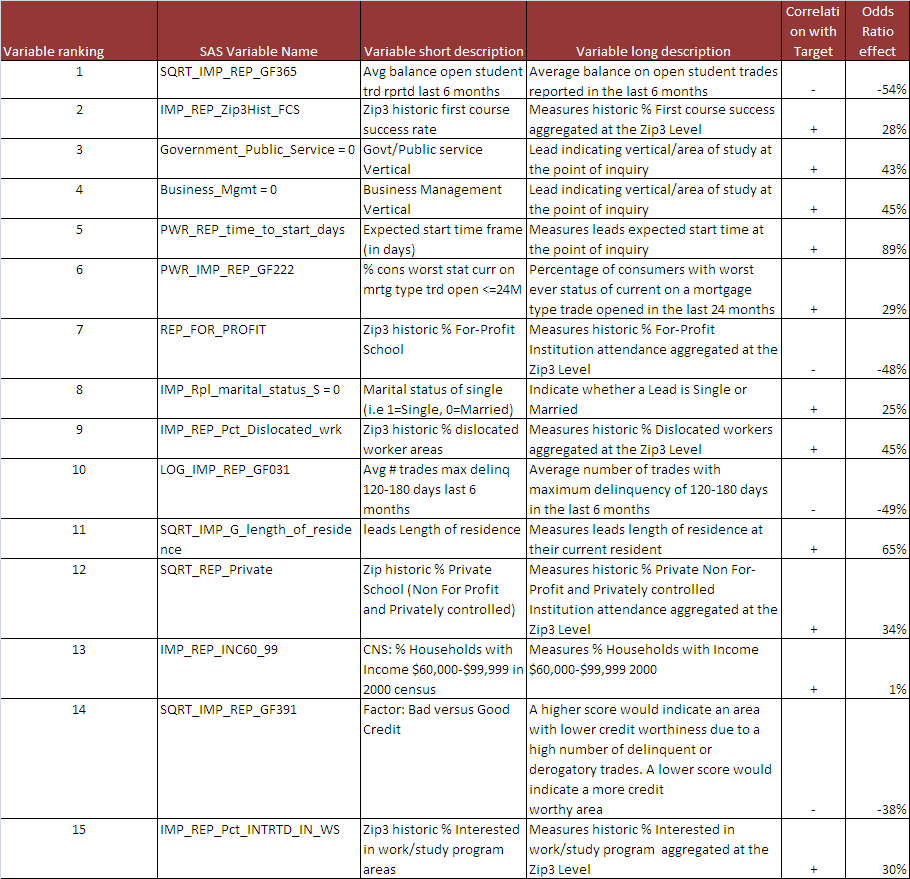 Variable ranking
SAS Variable Name
Variable short description
Variable long description
Correlati
on with
Target
Odds
Ratio
effect
1
SQRT_IMP_REP_GF365
Avg balance open student
trd rprtd last 6 months
Average balance on open student trades
reported in the last 6 months
-
-54%
2
IMP_REP_Zip3Hist_FCS
Zip3 historic first course
success rate
Measures historic % First course success
aggregated at the Zip3 Level
+
28%
3
Government_Public_Service = 0
Govt/Public service
Vertical
Lead indicating vertical/area of study at
the point of inquiry
+
43%
4
Business_Mgmt = 0
Business Management
Vertical
Lead indicating vertical/area of study at
the point of inquiry
+
45%
5
PWR_REP_time_to_start_days
Expected start time frame
(in days)
Measures leads expected start time at
the point of inquiry
+
89%
6
PWR_IMP_REP_GF222
% cons worst stat curr on
mrtg type trd open <=24M
Percentage of consumers with worst
ever status of current on a mortgage
type trade opened in the last 24 months
+
29%
7
REP_FOR_PROFIT
Zip3 historic % For-Profit
School
Measures historic % For-Profit
Institution attendance aggregated at the
Zip3 Level
-
-48%
8
IMP_Rpl_marital_status_S = 0
Marital status of single
(i.e 1=Single, 0=Married)
Indicate whether a Lead is Single or
Married
+
25%
9
IMP_REP_Pct_Dislocated_wrk
Zip3 historic % dislocated
worker areas
Measures historic % Dislocated workers
aggregated at the Zip3 Level
+
45%
10
LOG_IMP_REP_GF031
Avg # trades max delinq
120-180 days last 6
months
Average number of trades with
maximum delinquency of 120-180 days
in the last 6 months
-
-49%
11
SQRT_IMP_G_length_of_reside
nce
leads Length of residence
Measures leads length of residence at
their current resident
+
65%
12
SQRT_REP_Private
Zip historic % Private
School (Non For Profit
and Privately controlled)
Measures historic % Private Non For-
Profit and Privately controlled
Institution attendance aggregated at the
Zip3 Level
+
34%
13
IMP_REP_INC60_99
CNS: % Households with
Income $60,000-$99,999 in
2000 census
Measures % Households with Income
$60,000-$99,999 2000
+
1%
14
SQRT_IMP_REP_GF391
Factor: Bad versus Good
Credit
A higher score would indicate an area
with lower credit worthiness due to a
high number of delinquent or
derogatory trades. A lower score would
indicate a more credit
worthy area
-
-38%
15
IMP_REP_Pct_INTRTD_IN_WS
Zip3 historic % Interested
in work/study program
areas
Measures historic % Interested in
work/study program aggregated at the
Zip3 Level
+
30%